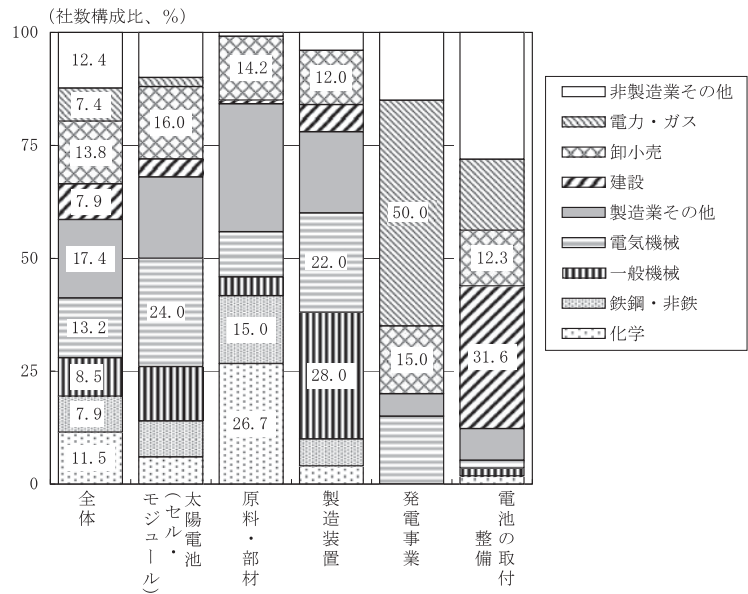 (社数構成比、%)
100
75
50
25
0
12.4
7.4
13.8
7.9
17.4
13.2
8.5
7.9
11.5
16.0
24.0
14.2
15.0
26.7
12.0
22.0
28.0
50.0
15.0
12.3
31.6
非製造業その他
電力・ガス
卸小売
建設
製造業その他
電気機械
一般機械
鉄鋼・非鉄
化学
全体
太陽電池
(セル・
モジュール)
原料・部材
製造装置
発電事業
電池の取付
整備